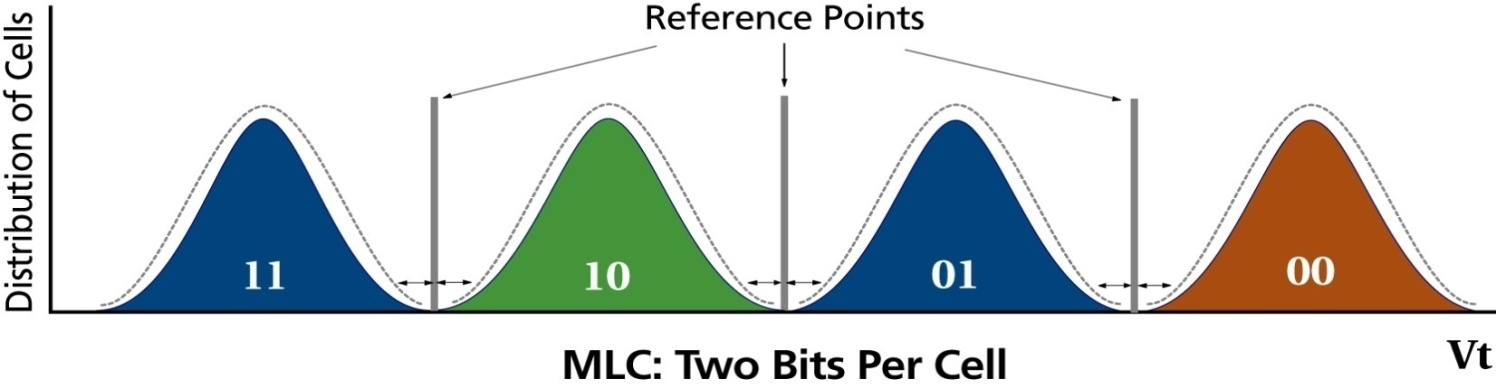 Reference Points
Distribution of Cells
11
10
01
00
Vt
MLC: Two Bits Per Cell